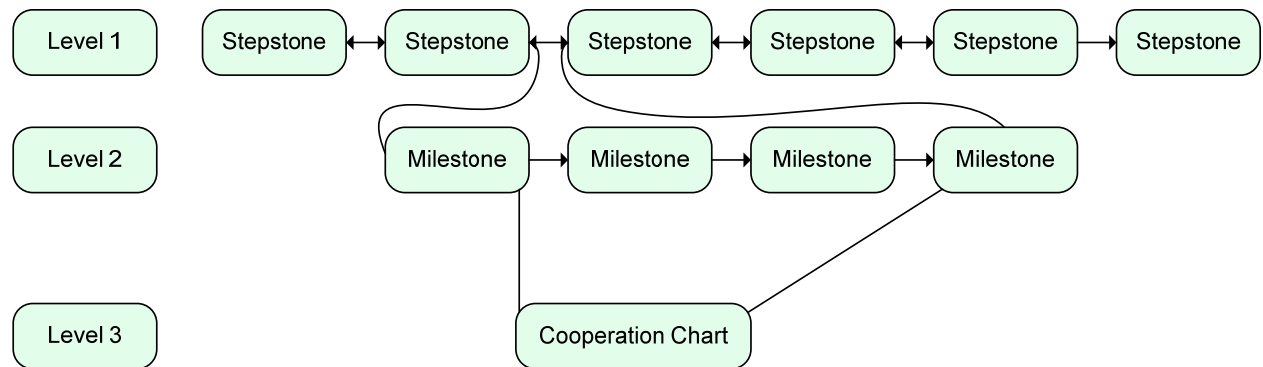 Level 1
Stepstone
Stepstone
Stepstone
Stepstone
Stepstone
Stepstone
Level 2
Milestone
Milestone
Milestone
Milestone
Level 3
Cooperation Chart